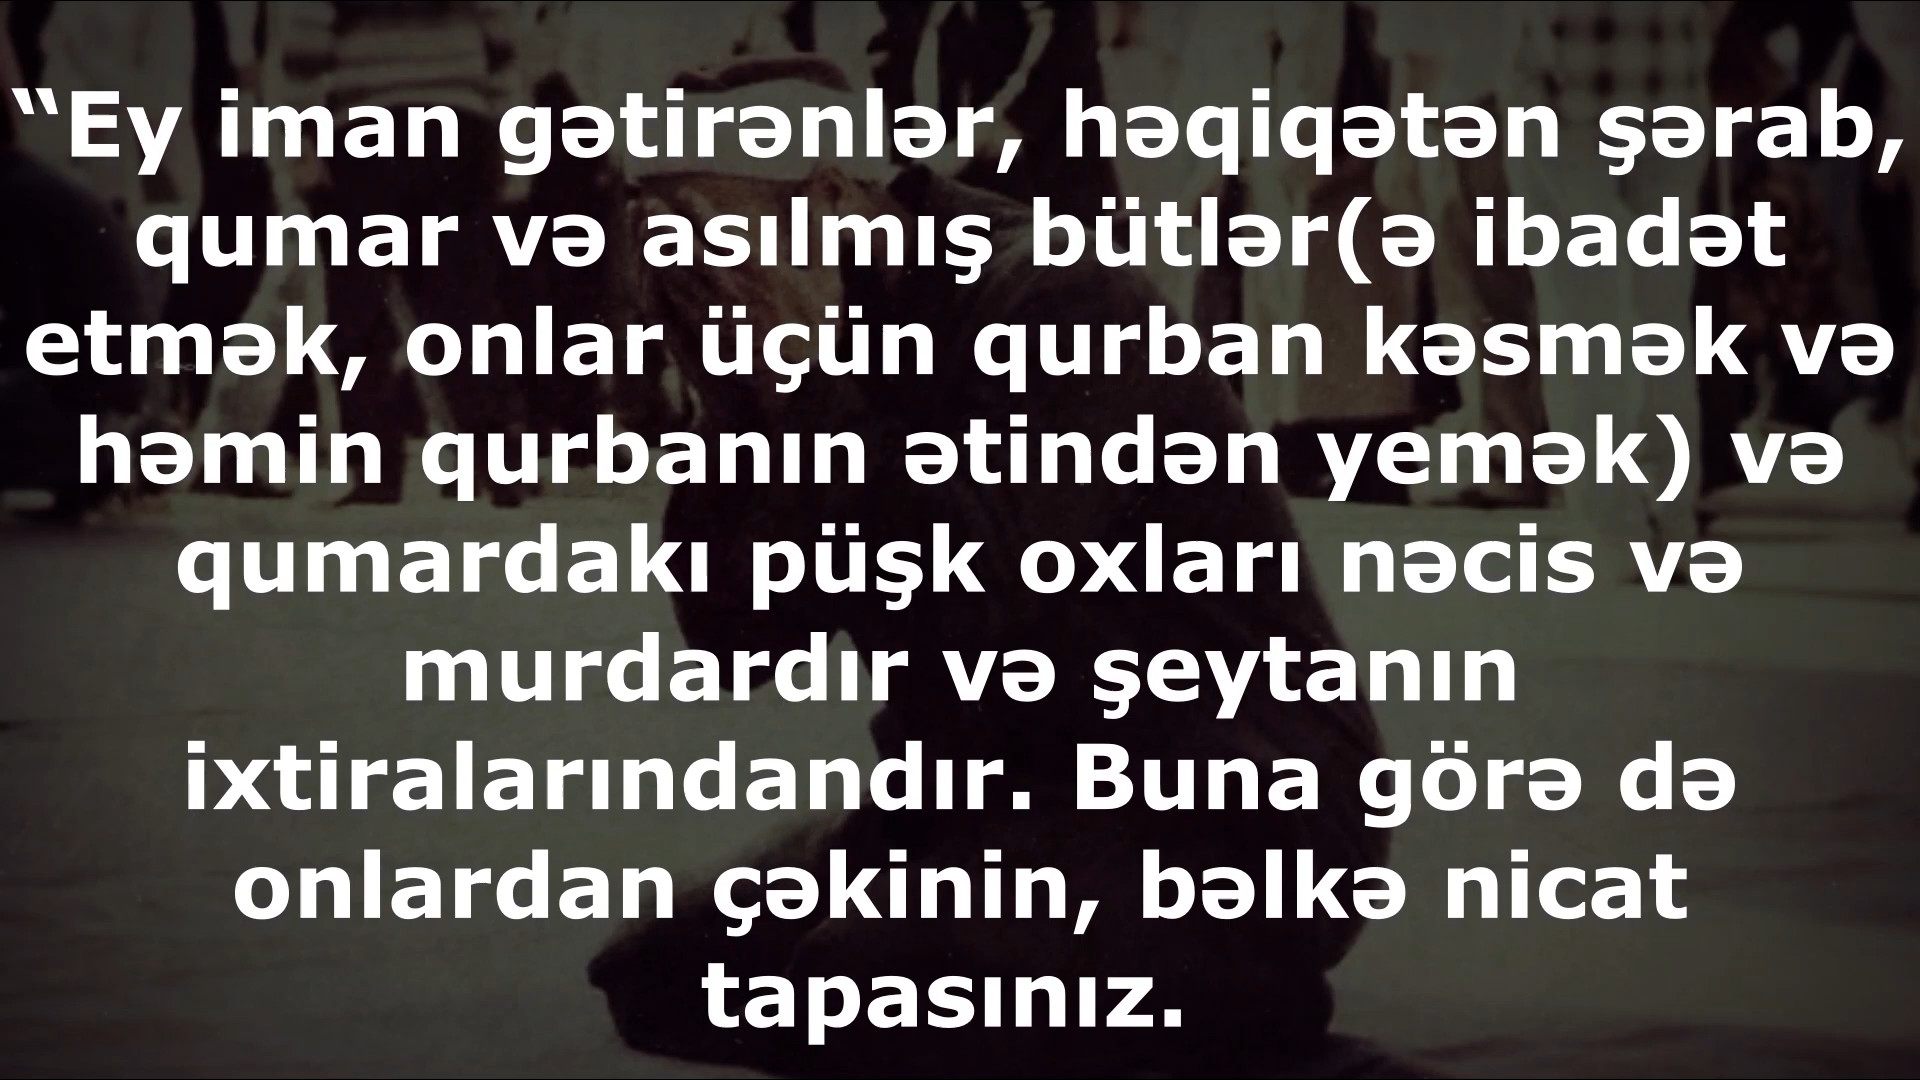 “Ey iman gətirənlər, həqiqətən şərab,
qumar və asılmış bütlər(ə ibadət
etmək, onlar üçün qurban kəsmək və
həmin qurbanın ətindən yemək) və
qumardakı püşk oxları nəcis və
murdardır və şeytanın
ixtiralarındandır. Buna görə də
onlardan çəkinin, bəlkə nicat
tapasınız.